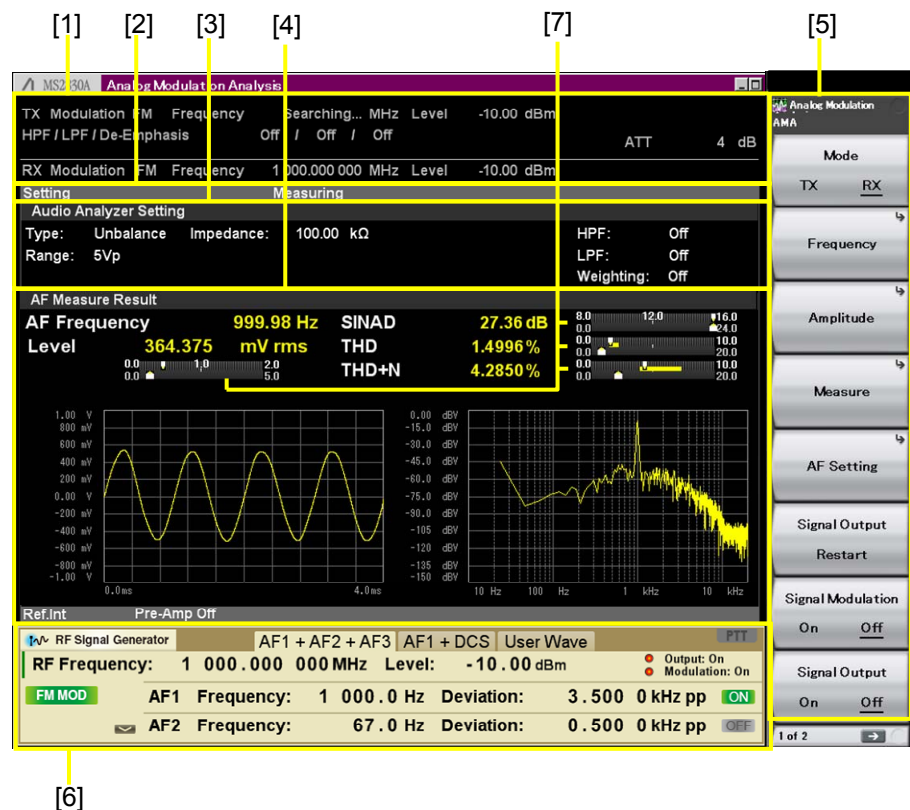 [1] [2] [3] [4] [7] [5]
Analog Modulation Analysis
TX Modulation FM Frequency Searching... MHz Level -10.00 dBm
HPF / LPF / De-Emphasis Off / Off / Off
ATT 4 dB
RX Modulation FM Frequency 1 000.000 000 MHz Level -10.00 dBm
Setting Measuring
Audio Analyzer Setting
Type: Unbalance Impedance: 100.00 kΩ HPF: Off
Range: 5Vp LPF: Off
Weighting: Off
AF Measure Result
AF Frequency 999.98 Hz SINAD 27.36 dB 8.0 12.0 16.0
0.0 24.0
Level 364.375 mV rms THD 1.4996 % 0.0 10.0
0.0 20.0
0.0 1.0 2.0 THD+N 4.2850 % 0.0 10.0
0.0 5.0 0.0 20.0
1.00 V 0.00 dBV
800 mV -15.0 dBV
600 mV -30.0 dBV
400 mV -45.0 dBV
200 mV -60.0 dBV
0.00 V -75.0 dBV
-200 mV -90.0 dBV
-400 mV -105 dBV
-600 mV -120 dBV
-800 mV -135 dBV
-1.00 V -150 dBV
0.0ms 4.0ms 10 Hz 100 Hz 1 kHz 10 kHz
Ref.Int Pre-Amp Off
RF Signal Generator AF1 + AF2 + AF3 AF1 + DCS User Wave PTT
RF Frequency: 1 000.000 000 MHz Level: -10.00 dBm Output: On
Modulation: On
FM MOD AF1 Frequency: 1 000.0 Hz Deviation: 3.500 0 kHz pp ON
AF2 Frequency: 67.0 Hz Deviation: 0.500 0 kHz pp OFF
Analog Modulation
AMA
Mode
TX RX
Frequency
Amplitude
Measure
AF Setting
Signal Output
Restart
Signal Modulation
On Off
Signal Output
On Off
1 of 2
[6]